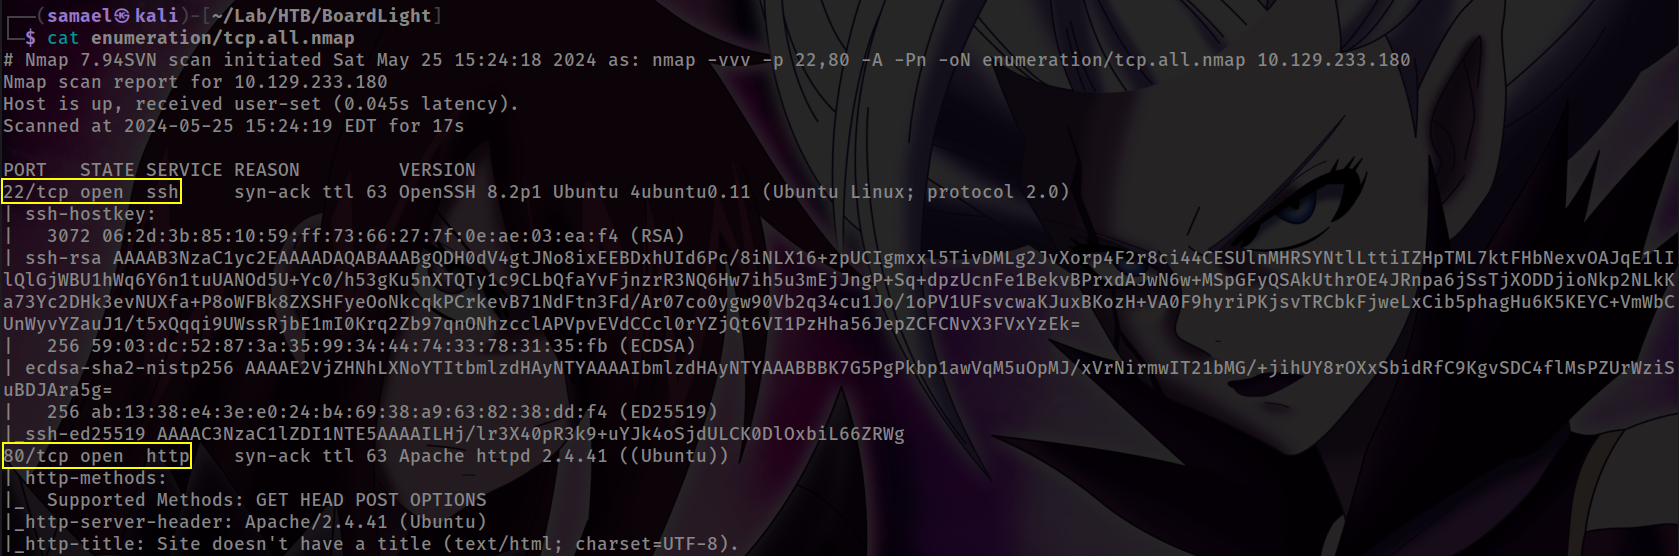 ┌──(samael㉿kali)-[~/Lab/HTB/BoardLight]
└─$ cat enumeration/tcp.all.nmap
# Nmap 7.94SVN scan initiated Sat May 25 15:24:18 2024 as: nmap -vvv -p 22,80 -A -Pn -oN enumeration/tcp.all.nmap 10.129.233.180
Nmap scan report for 10.129.233.180
Host is up, received user-set (0.045s latency).
Scanned at 2024-05-25 15:24:19 EDT for 17s
PORT   STATE SERVICE REASON         VERSION
22/tcp open  ssh     syn-ack ttl 63 OpenSSH 8.2p1 Ubuntu 4ubuntu0.11 (Ubuntu Linux; protocol 2.0)
| ssh-hostkey:
|   3072 06:2d:3b:85:10:59:ff:73:66:27:7f:0e:ae:03:ea:f4 (RSA)
| ssh-rsa AAAAB3NzaC1yc2EAAAADAQABAAABgQDH0dV4gtJNo8ixEEBDxhUId6Pc/8iNLX16+zpUCIgmxxl5TivDMLg2JvXorp4F2r8ci44CESUlnMHRSYNtlLttiIZHpTML7ktFHbNexvOAJqE1lI
lQlGjWBU1hWq6Y6n1tuUANOd5U+Yc0/h53gKu5nXTQTy1c9CLbQfaYvFjnzrR3NQ6Hw7ih5u3mEjJngP+Sq+dpzUcnFe1BekvBPrxdAJwN6w+MSpGFyQSAkUthrOE4JRnpa6jSsTjXODDjioNkp2NLkK
a73Yc2DHk3evNUXfa+P8oWFBk8ZXSHFyeOoNkcqkPCrkevB71NdFtn3Fd/Ar07co0ygw90Vb2q34cu1Jo/1oPV1UFsvcwaKJuxBKozH+VA0F9hyriPKjsvTRCbkFjweLxCib5phagHu6K5KEYC+VmWbC
UnWyvYZauJ1/t5xQqqi9UWssRjbE1mI0Krq2Zb97qnONhzcclAPVpvEVdCCcl0rYZjQt6VI1PzHha56JepZCFCNvX3FVxYzEk=
|   256 59:03:dc:52:87:3a:35:99:34:44:74:33:78:31:35:fb (ECDSA)
| ecdsa-sha2-nistp256 AAAAE2VjZHNhLXNoYTItbmlzdHAyNTYAAAAIbmlzdHAyNTYAAABBBK7G5PgPkbp1awVqM5uOpMJ/xVrNirmwIT21bMG/+jihUY8rOXxSbidRfC9KgvSDC4flMsPZUrWziS
uBDJAra5g=
|   256 ab:13:38:e4:3e:e0:24:b4:69:38:a9:63:82:38:dd:f4 (ED25519)
|_ssh-ed25519 AAAAC3NzaC1lZDI1NTE5AAAAILHj/lr3X40pR3k9+uYJk4oSjdULCK0DlOxbiL66ZRWg
80/tcp open  http    syn-ack ttl 63 Apache httpd 2.4.41 ((Ubuntu))
| http-methods:
|_  Supported Methods: GET HEAD POST OPTIONS
|_http-server-header: Apache/2.4.41 (Ubuntu)
|_http-title: Site doesn't have a title (text/html; charset=UTF-8).